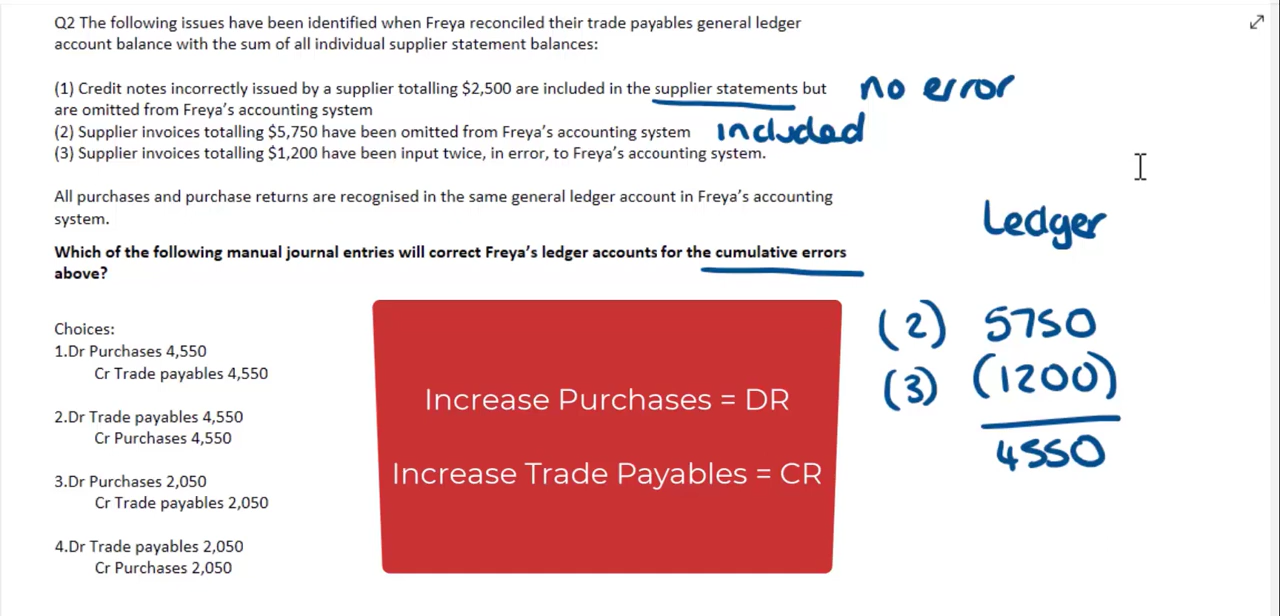 Q2 The following issues have been identified when Freya reconciled their trade payables general ledger
account balance with the sum of all individual supplier statement balances:
(1) Credit notes incorrectly issued by a supplier totalling $2,500 are included in the supplier statements but
are omitted from Freya's accounting system
no error
(2) Supplier invoices totalling $5,750 have been omitted from Freya's accounting system
included
(3) Supplier invoices totalling $1,200 have been input twice, in error, to Freya's accounting system.
All purchases and purchase returns are recognised in the same general ledger account in Freya's accounting
system.
Which of the following manual journal entries will correct Freya's ledger accounts for the cumulative errors
above?
Choices:
1.Dr Purchases 4,550
Cr Trade payables 4,550
2.Dr Trade payables 4,550
Cr Purchases 4,550
3.Dr Purchases 2,050
Cr Trade payables 2,050
4.Dr Trade payables 2,050
Cr Purchases 2,050
Increase Purchases = DR
Increase Trade Payables = CR
Ledger
(2) 5750
(3) (1200)
4550